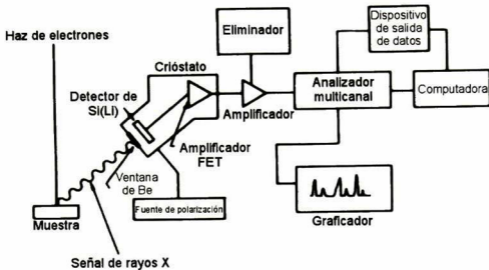 Haz de electrones
Eliminador
Dispositivo
de salida
de datos
Crióstato
Detector de
Si(LI)
Analizador
multicanal
Computadora
Amplificador
Amplificador
FET
Ventana
de Be
Fuente de polarización
Muestra
Graficador
Señal de rayos X